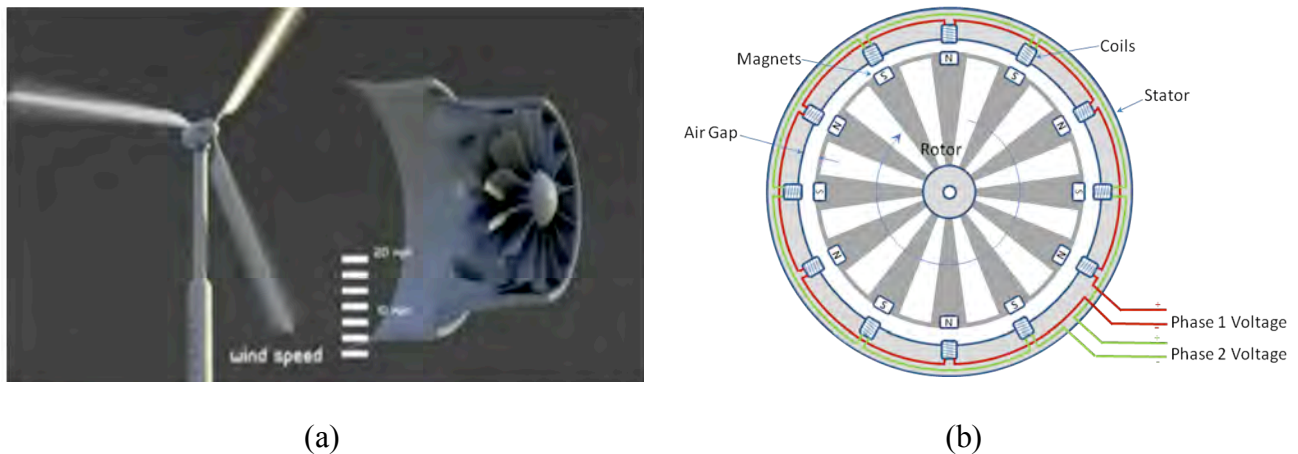 20 mph
10 mph
wind speed
Coils
Magnets
N
S
S
Stator
N
N
Air Gap
Rotor
S
S
N
N
S
S
+
N
Phase 1 Voltage
-
+
Phase 2 Voltage
-
(a)
(b)